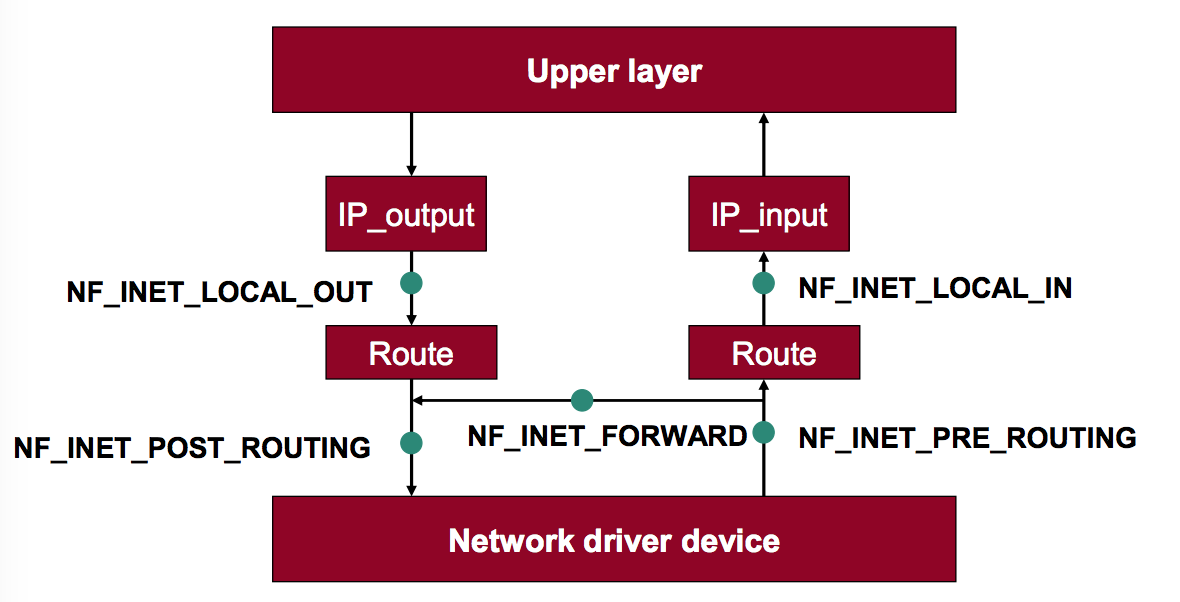 Upper layer
IP_output
IP_input
NF_INET_LOCAL_OUT
NF_INET_LOCAL_IN
Route
Route
NF_INET_FORWARD
NF_INET_POST_ROUTING
NF_INET_PRE_ROUTING
Network driver device